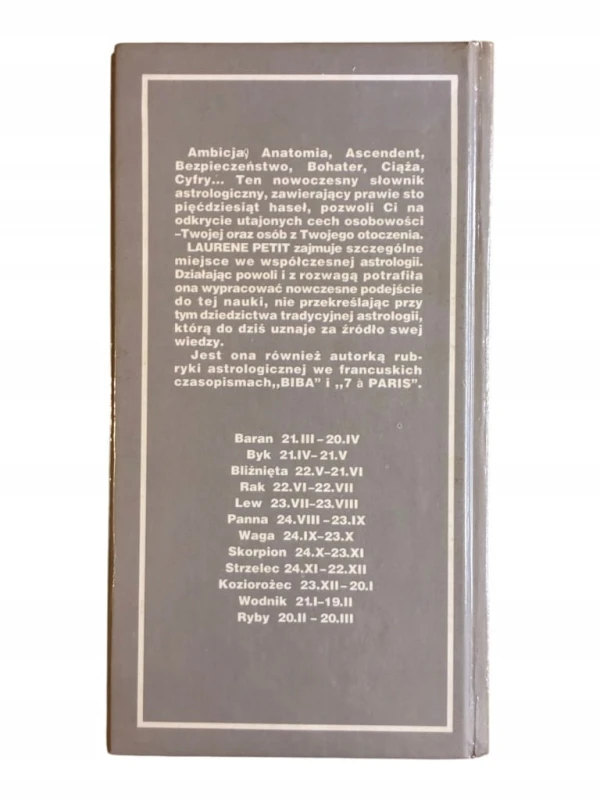 Ambicja, Anatomia, Ascendent,
Bezpieczeństwo, Bohater, Ciąża,
Cyfry... Ten nowoczesny słownik
astrologiczny, zawierający prawie sto
pięćdziesiąt haseł, pozwoli Ci na
odkrycie utajonych cech osobowości
–Twojej oraz osób z Twojego otoczenia.
LAURENE PETIT zajmuje szczególne
miejsce we współczesnej astrologii.
Działając powoli i z rozwagą potrafiła
ona wypracować nowczesne podejście
do tej nauki, nie przekreślając przy
tym dziedzictwa tradycyjnej astrologii,
którą do dziś uznaje za źródło swej
wiedzy.
Jest ona również autorką rub-
ryki astrologicznej we francuskich
czasopismach,,BIBA" i ,,7 à PARIS".
Baran 21.III–20.IV
Byk 21.IV–21.V
Bliźnięta 22.V–21.VI
Rak 22.VI–22.VII
Lew 23.VII–23.VIII
Panna 24.VIII–23.IX
Waga 24.IX–23.X
Skorpion 24.X–23.XI
Strzelec 24.XI–22.XII
Koziorożec 23.XII–20.I
Wodnik 21.I–19.II
Ryby 20.II–20.III